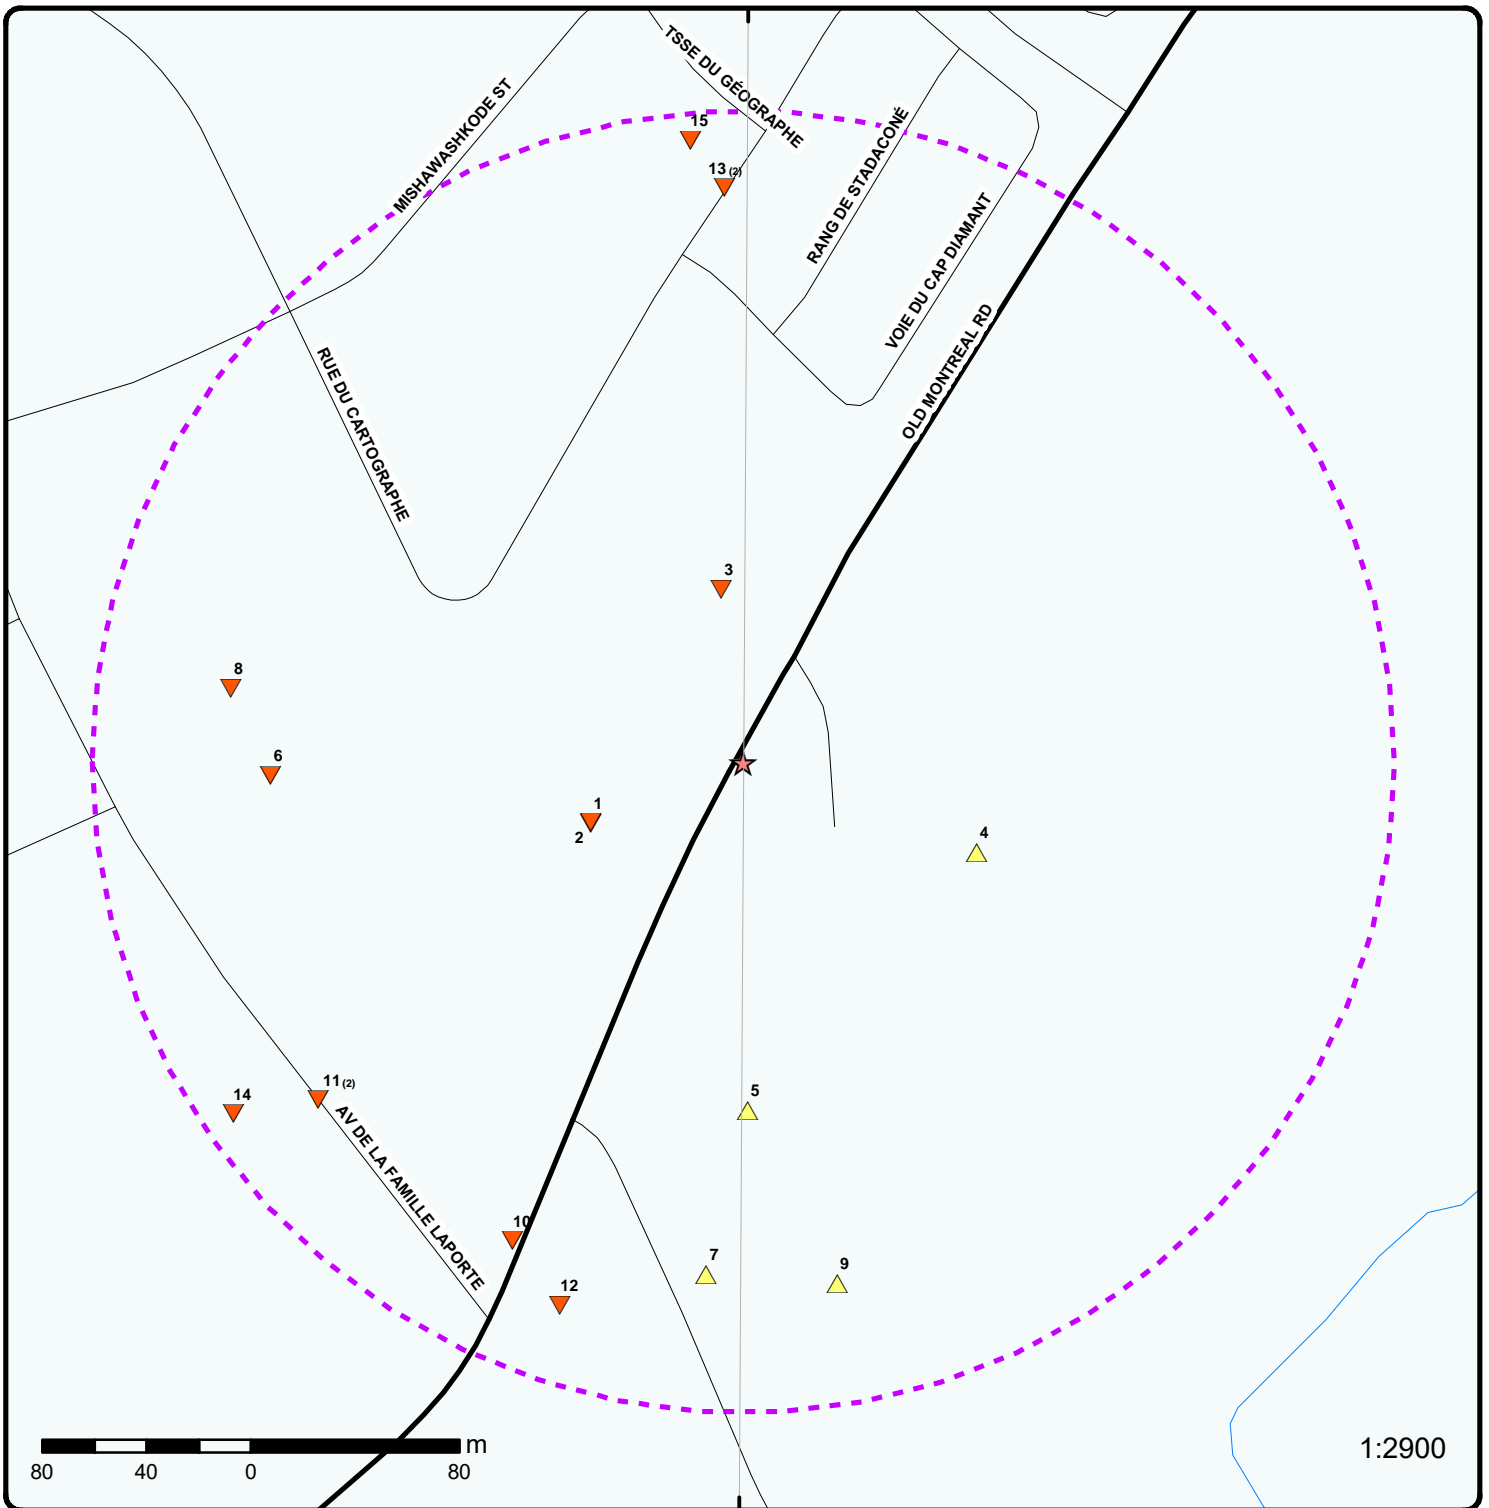 TSSE DU GÉOGRAPHE
MISHAWASHKODE ST
15
13 (2)
RANG DE STADACONÉ
VOIE DU CAP DIAMANT
OLD MONTREAL RD
RUE DU CARTOGRAPHE
3
8
6
1
2
4
11 (2)
14
5
AV DE LA FAMILLE LAPORTE
10
7
9
12
m
80 40 0 80
1:2900